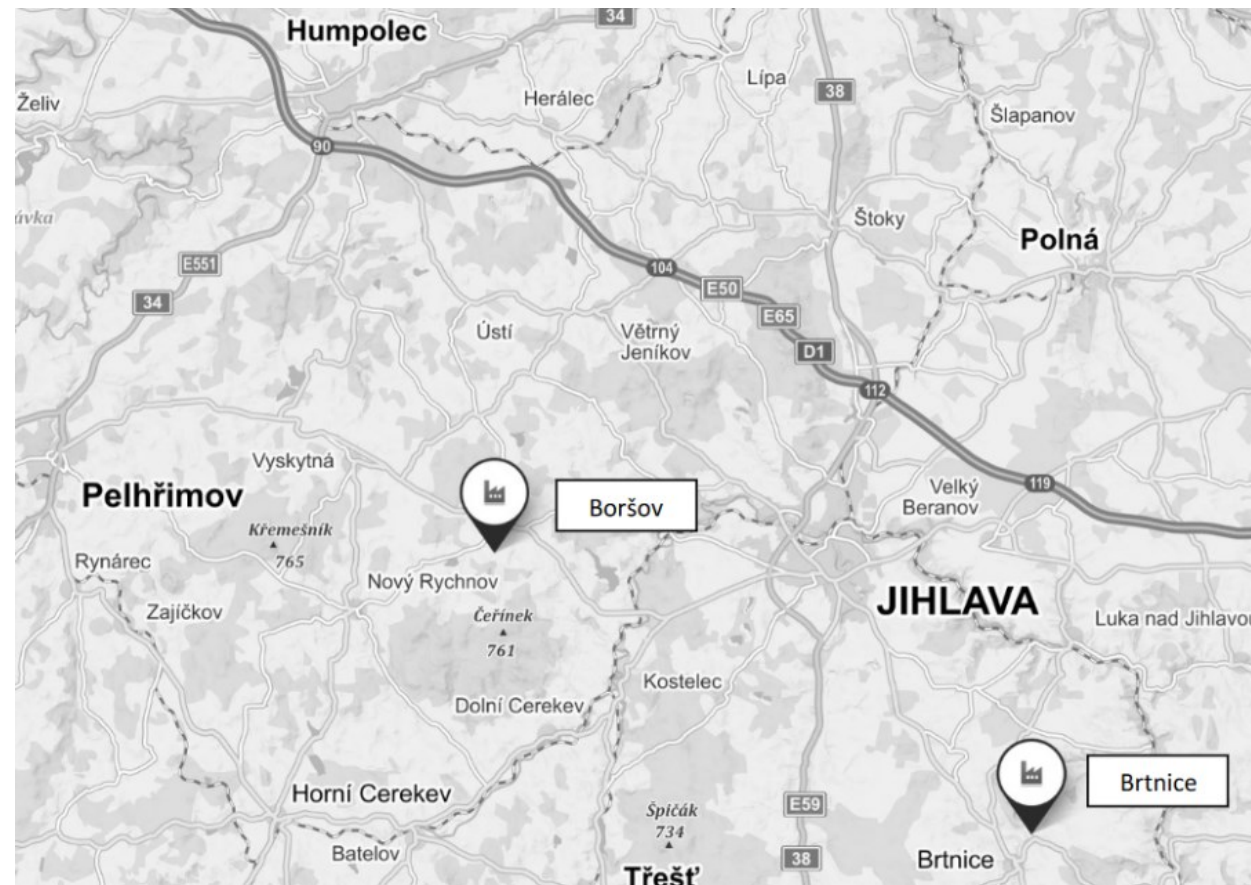 34
Humpolec
Lípa
Želiv
Herálec
38
Šlapanov
90
ávka
Štoky
Polná
E551
104
E50
34
Ústí
Větrný
Jeníkov
E65
D1
112
Vyskytná
Pelhřimov
Boršov
Velký
Beranov
119
Křemešník
765
Rynárec
Nový Rychnov
Zajíčkov
JIHLAVA
Čeřínek
761
Luka nad Jihlavou
Kostelec
Dolní Cerekev
Brtnice
Horní Cerekev
E59
Špičák
734
Batelov
38
Brtnice
Třešť